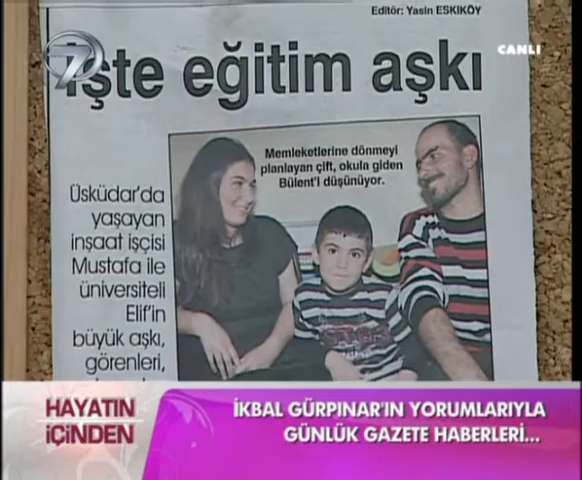 Editör: Yasin ESKİKÖY
7
İşte eğitim aşkı
CANLI
Memleketlerine dönmeyi
planlayan çift, okula giden
Bülent'i düşünüyor.
Üsküdar'da
yaşayan
inşaat işçisi
Mustafa ile
üniversiteli
Elif'in
büyük aşkı,
görenleri,
HAYATIN
İÇİNDEN
İKBAL GÜRPINAR'IN YORUMLARIYLA
GÜNLÜK GAZETE HABERLERİ...